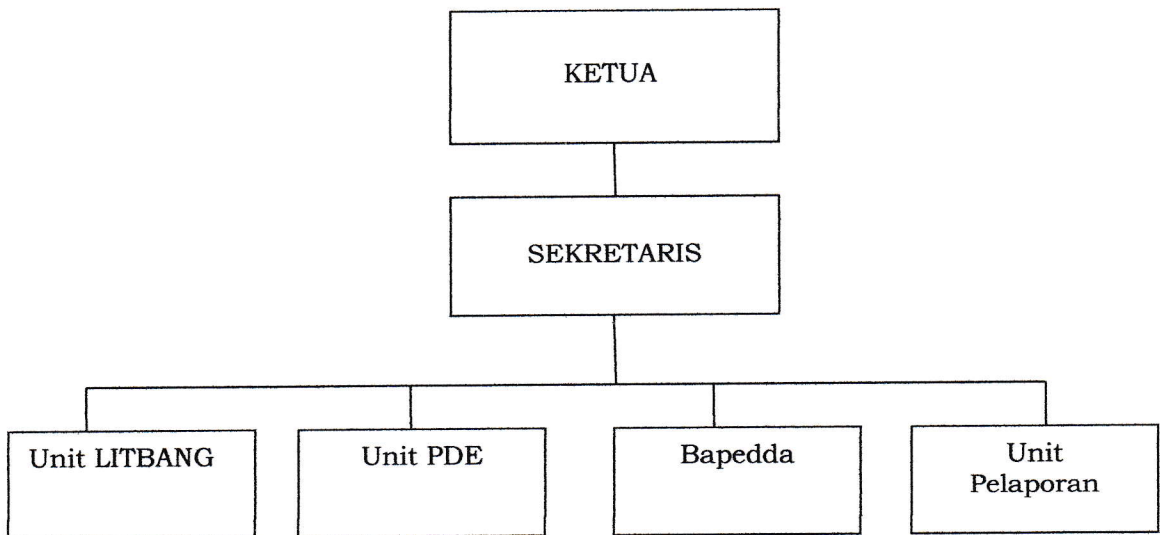 KETUA
SEKRETARIS
Unit LITBANG
Unit PDE
Bapedda
Unit
Pelaporan